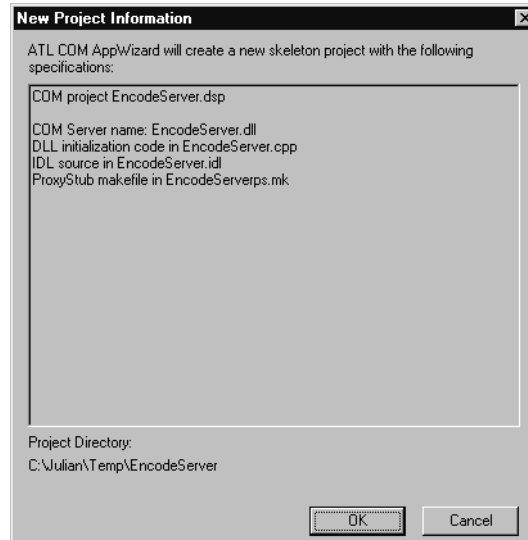 New Project Information
ATL COM AppWizard will create a new skeleton project with the following
specifications:
COM project EncodeServer.dsp
COM Server name: EncodeServer.dll
DLL initialization code in EncodeServer.cpp
IDL source in EncodeServer.idl
ProxyStub makefile in EncodeServerps.mk
Project Directory:
C:\Julian\Temp\EncodeServer
OK
Cancel